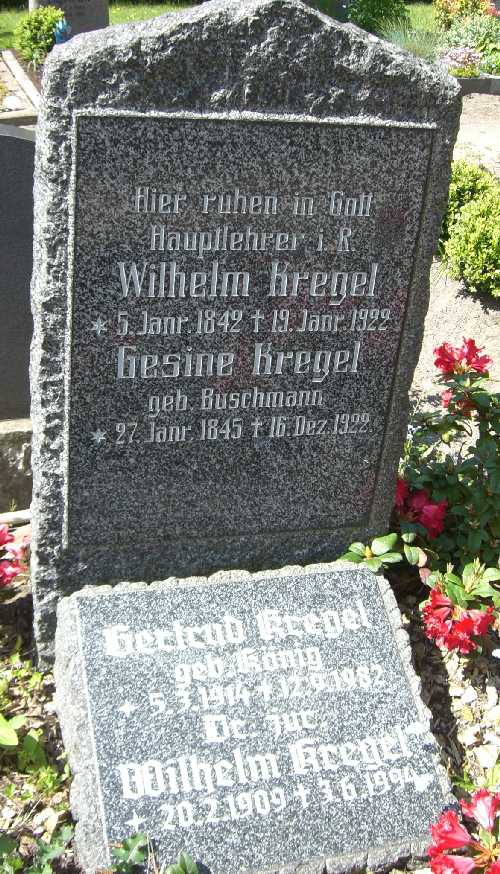 Hier ruhen in Gott
Hauptlehrer i. R.
Wilhelm Kregel
* 5. Janr. 1842 † 19. Janr. 1922
Gesine Kregel
geb. Buschmann
* 27. Janr. 1845 † 16. Dez. 1922.
Gertrud Kregel
geb. König
* 5.3.1914 † 12.9.1982
Dr. jur.
Wilhelm Kregel
* 20.2.1909 † 3.6.1994